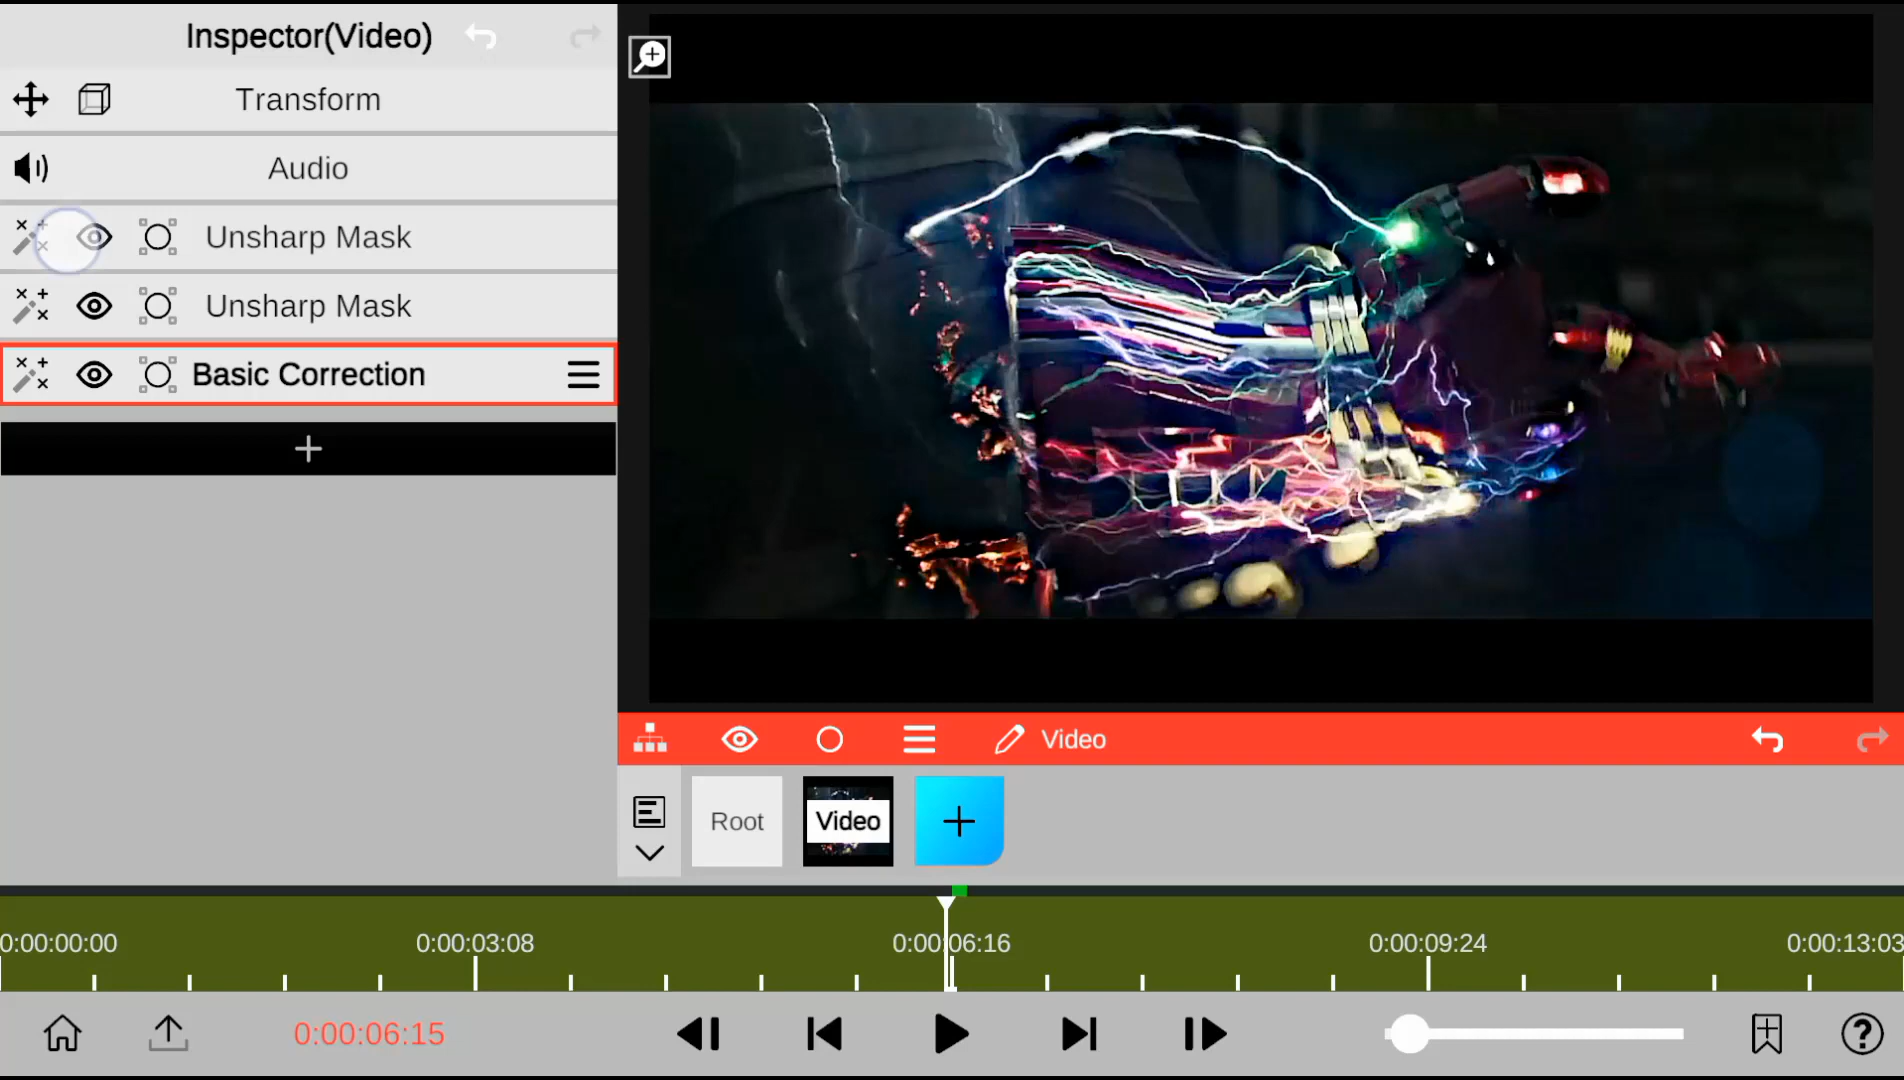 Inspector(Video)
Transform
Audio
Unsharp Mask
Unsharp Mask
Basic Correction
Video
Root
Video
0:00:00:00
0:00:03:08
0:00:06:16
0:00:09:24
0:00:13:03
0:00:06:15